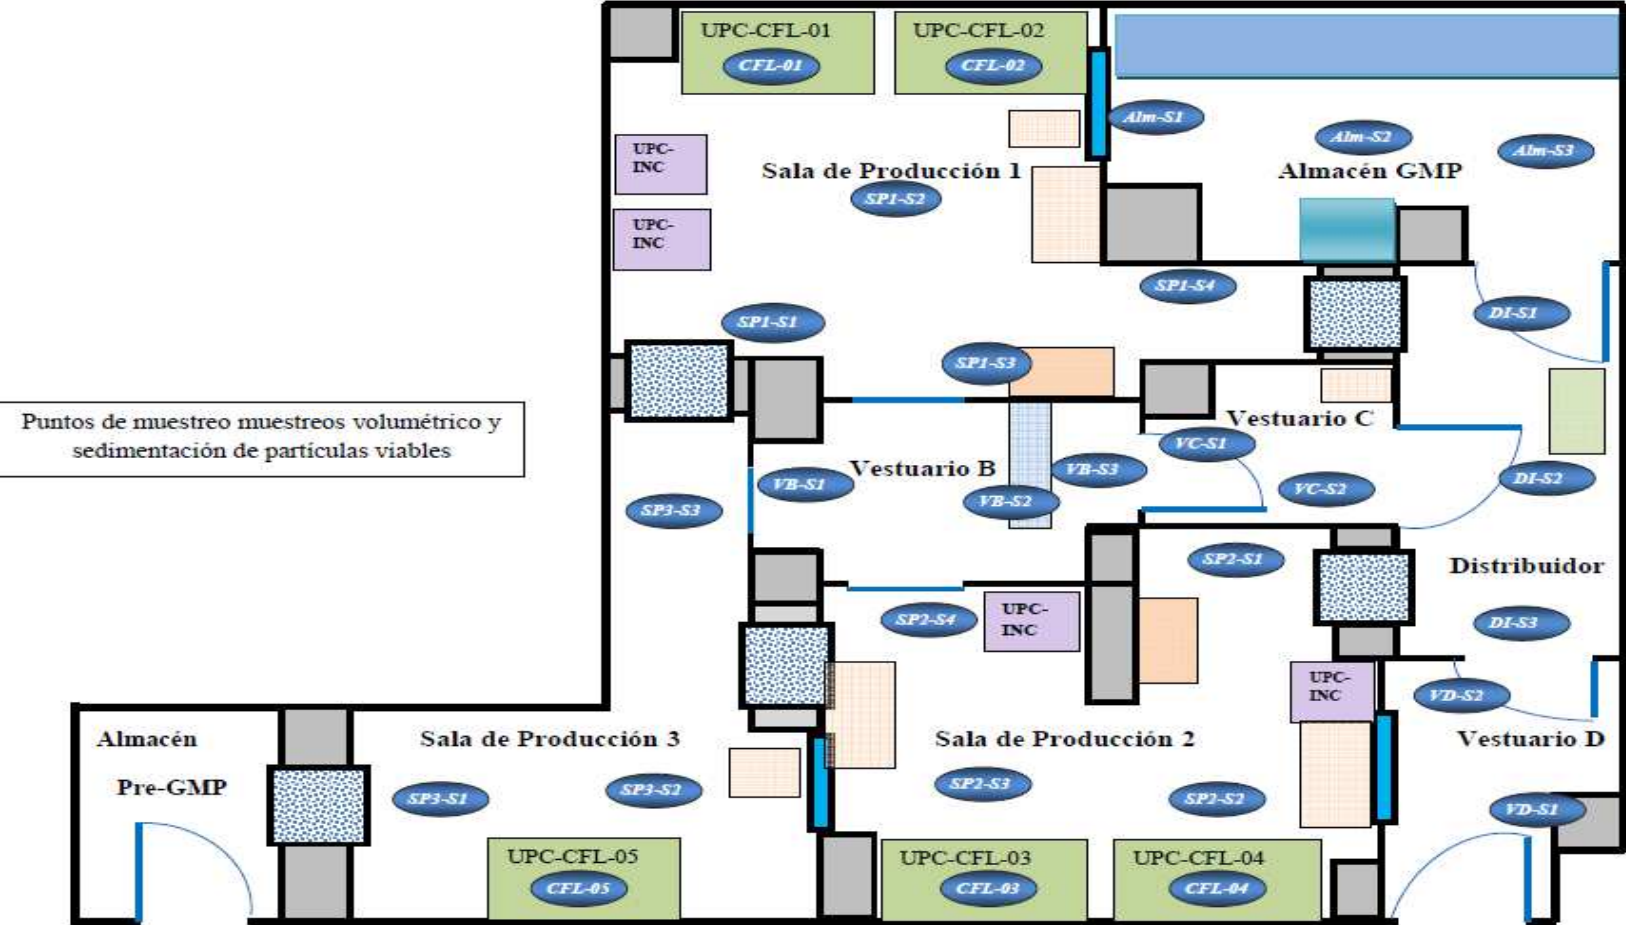 UPC-CFL-01
CFL-01
UPC-CFL-02
CFL-02
Alm-S1
Alm-S2
Alm-S3
UPC-
INC
Sala de Producción 1
SP1-S2
Almacén GMP
UPC-
INC
SP1-S4
SP1-S1
DI-S1
SP1-S3
Puntos de muestreo muestreos volumétrico y
sedimentación de partículas viables
Vestuario C
VC-S1
Vestuario B
VB-S3
VB-S1
VB-S2
VC-S2
DI-S2
SP3-S3
SP2-S1
Distribuidor
UPC-
INC
SP2-S4
DI-S3
UPC-
INC
VD-S2
Almacén
Pre-GMP
Sala de Producción 3
Sala de Producción 2
Vestuario D
SP3-S1
SP3-S2
SP2-S3
SP2-S2
VD-S1
UPC-CFL-05
CFL-05
UPC-CFL-03
CFL-03
UPC-CFL-04
CFL-04